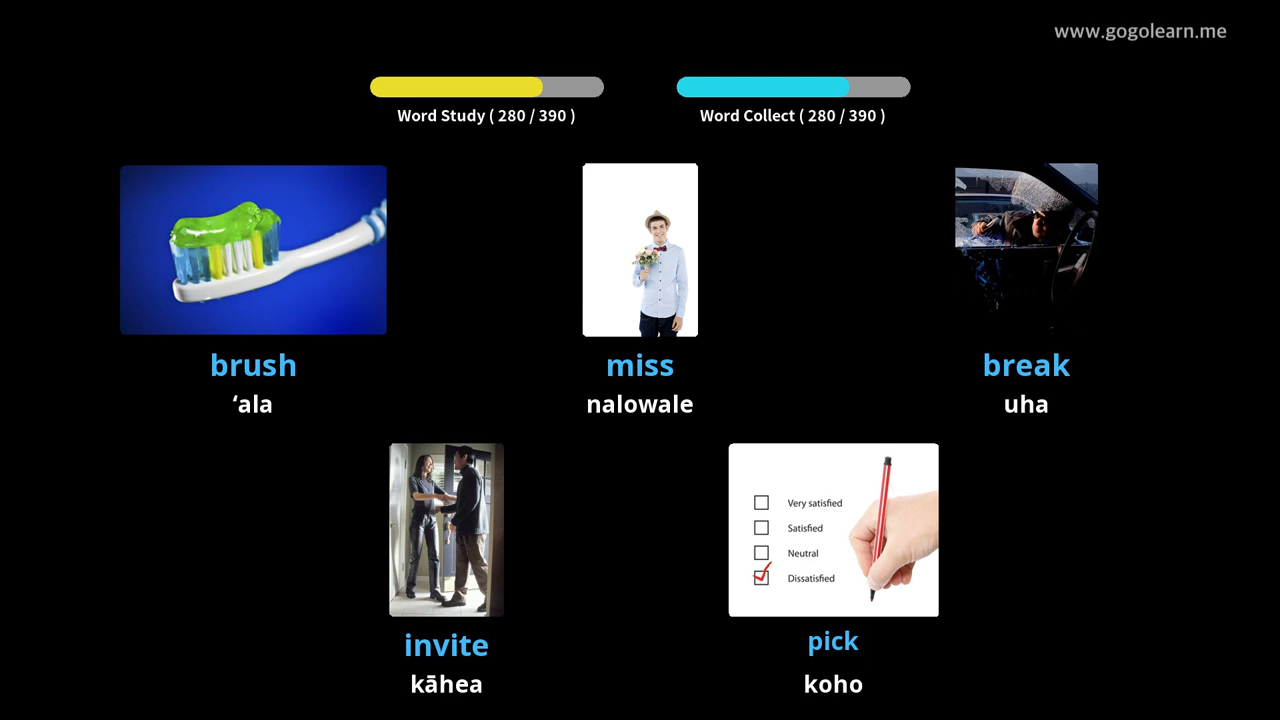 www.gogolearn.me
Word Study ( 280 / 390 )
Word Collect ( 280 / 390 )
brush
ʻala
miss
nalowale
break
uha
Very satisfied
Satisfied
Neutral
Dissatisfied
invite
kāhea
pick
koho